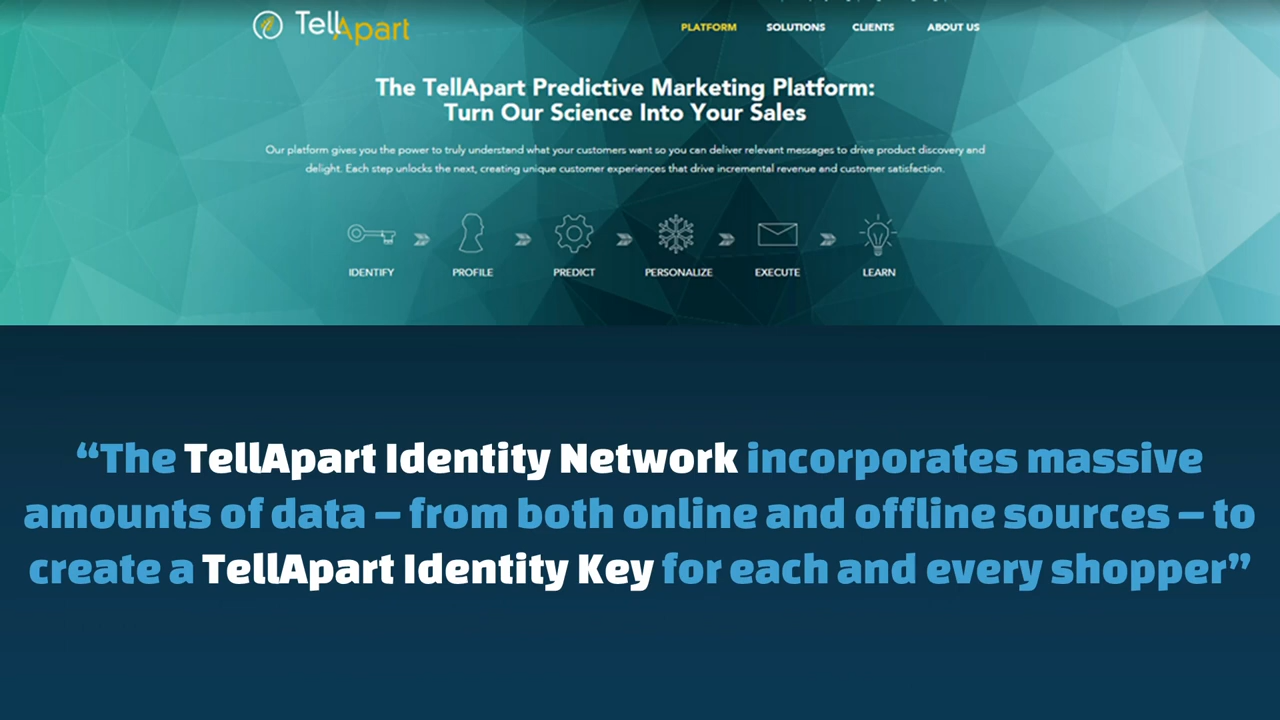 TellApart
PLATFORM SOLUTIONS CLIENTS ABOUT US
The TellApart Predictive Marketing Platform:
Turn Our Science Into Your Sales
Our platform gives you the power to truly understand what your customers want so you can deliver relevant messages to drive product discovery and
delight. Each step unlocks the next, creating unique customer experiences that drive incremental revenue and customer satisfaction.
IDENTIFY PROFILE PREDICT PERSONALIZE EXECUTE LEARN
“The TellApart Identity Network incorporates massive
amounts of data – from both online and offline sources – to
create a TellApart Identity Key for each and every shopper”